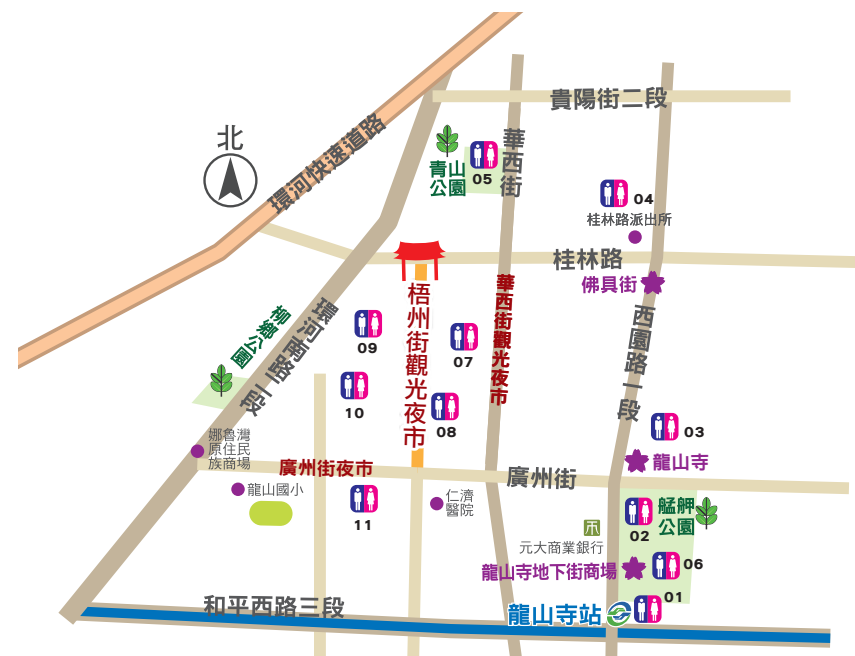 北
環河快速道路
貴陽街二段
華西街
青山
公園
05
04
桂林路派出所
桂林路
佛具街
梧州街觀光夜市
華西街觀光夜市
環河南路二段
柳鄉公園
西園路一段
09
07
10
08
03
娜魯灣
原住民
族商場
廣州街夜市
廣州街
龍山寺
龍山國小
11
仁濟
醫院
艋舺
公園
02
元大商業銀行
龍山寺地下街商場
06
01
和平西路三段
龍山寺站